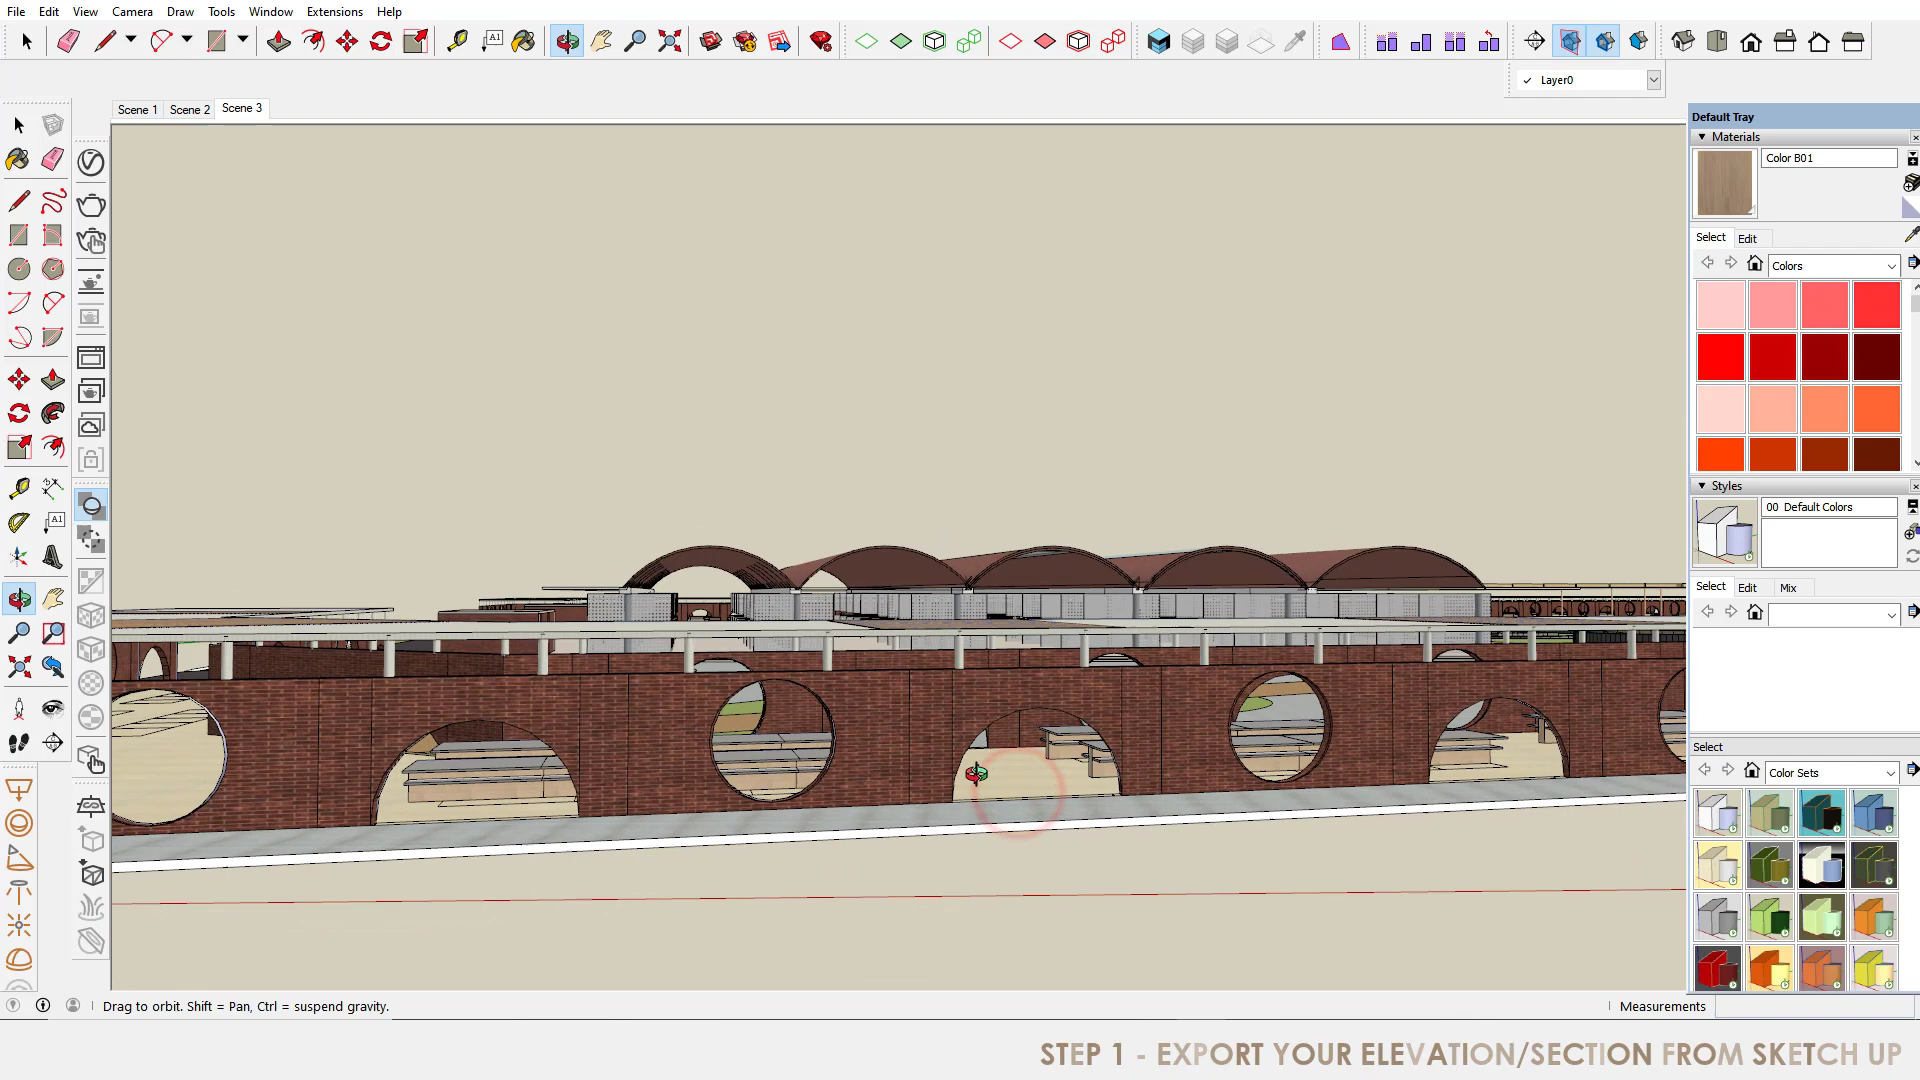 File Edit View Camera Draw Tools Window Extensions Help
A1
Layer0
Scene 1 Scene 2 Scene 3
Default Tray
Materials
Color B01
Select Edit
Colors
Styles
00 Default Colors
A1
Select Edit Mix
Select
Color Sets
Drag to orbit. Shift = Pan, Ctrl = suspend gravity.
Measurements
STEP 1 - EXPORT YOUR ELEVATION/SECTION FROM SKETCH UP